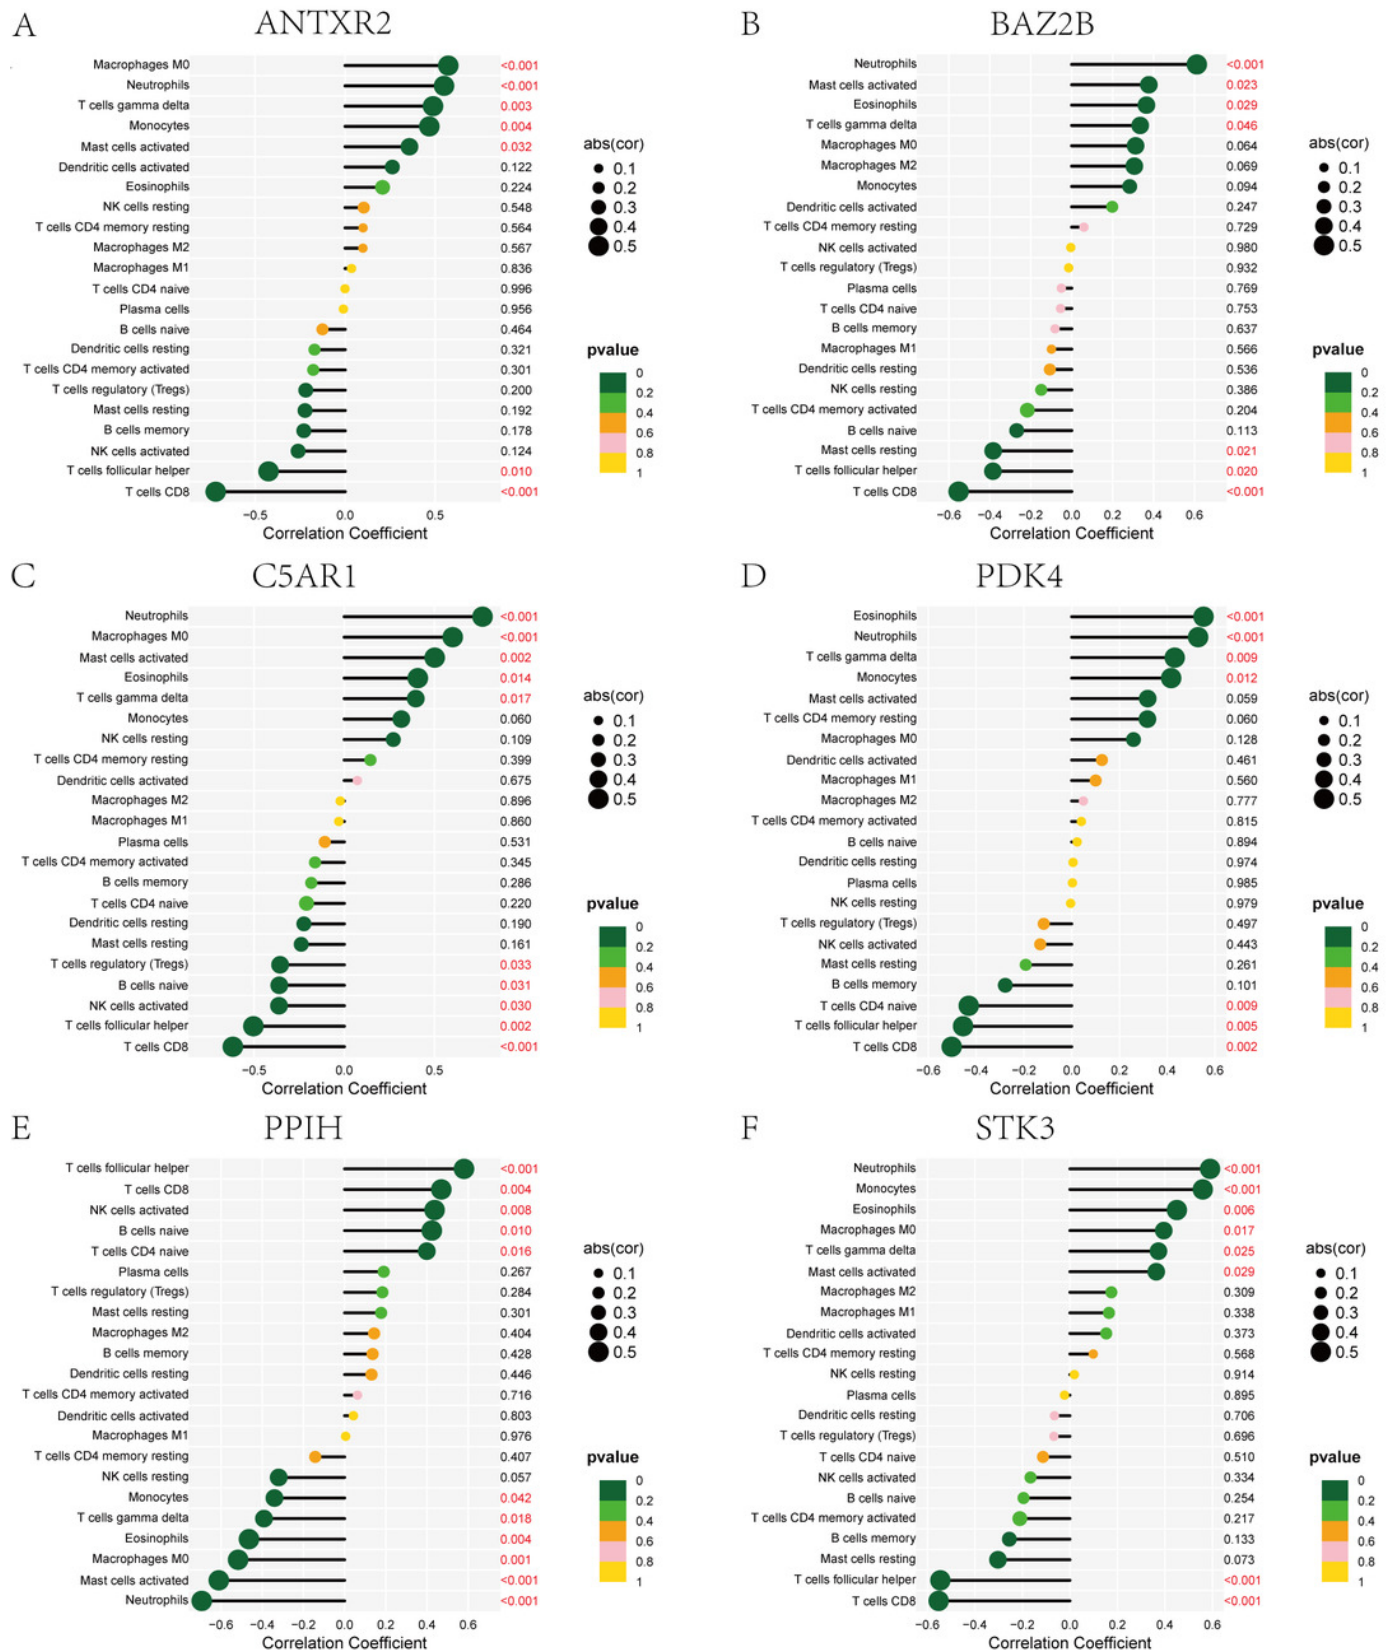 A
ANTXR2
Macrophages M0 <0.001
Neutrophils <0.001
T cells gamma delta 0.003
Monocytes 0.004
Mast cells activated 0.032
Dendritic cells activated 0.122
Eosinophils 0.224
NK cells resting 0.548
T cells CD4 memory resting 0.564
Macrophages M2 0.567
Macrophages M1 0.836
T cells CD4 naive 0.996
Plasma cells 0.956
B cells naive 0.464
Dendritic cells resting 0.321
T cells CD4 memory activated 0.301
T cells regulatory (Tregs) 0.200
Mast cells resting 0.192
B cells memory 0.178
NK cells activated 0.124
T cells follicular helper 0.010
T cells CD8 <0.001
−0.5 0.0 0.5
Correlation Coefficient
abs(cor)
0.1
0.2
0.3
0.4
0.5
pvalue
0
0.2
0.4
0.6
0.8
1
B
BAZ2B
Neutrophils <0.001
Mast cells activated 0.023
Eosinophils 0.029
T cells gamma delta 0.046
Macrophages M0 0.064
Macrophages M2 0.069
Monocytes 0.094
Dendritic cells activated 0.247
T cells CD4 memory resting 0.729
NK cells activated 0.980
T cells regulatory (Tregs) 0.932
Plasma cells 0.769
T cells CD4 naive 0.753
B cells memory 0.637
Macrophages M1 0.566
Dendritic cells resting 0.536
NK cells resting 0.386
T cells CD4 memory activated 0.204
B cells naive 0.113
Mast cells resting 0.021
T cells follicular helper 0.020
T cells CD8 <0.001
−0.6 −0.4 −0.2 0.0 0.2 0.4 0.6
Correlation Coefficient
abs(cor)
0.1
0.2
0.3
0.4
0.5
pvalue
0
0.2
0.4
0.6
0.8
1
C
C5AR1
Neutrophils <0.001
Macrophages M0 <0.001
Mast cells activated 0.002
Eosinophils 0.014
T cells gamma delta 0.017
Monocytes 0.060
NK cells resting 0.109
T cells CD4 memory resting 0.399
Dendritic cells activated 0.675
Macrophages M2 0.896
Macrophages M1 0.860
Plasma cells 0.531
T cells CD4 memory activated 0.345
B cells memory 0.286
T cells CD4 naive 0.220
Dendritic cells resting 0.190
Mast cells resting 0.161
T cells regulatory (Tregs) 0.033
B cells naive 0.031
NK cells activated 0.030
T cells follicular helper 0.002
T cells CD8 <0.001
−0.5 0.0 0.5
Correlation Coefficient
abs(cor)
0.1
0.2
0.3
0.4
0.5
pvalue
0
0.2
0.4
0.6
0.8
1
D
PDK4
Eosinophils <0.001
Neutrophils <0.001
T cells gamma delta 0.009
Monocytes 0.012
Mast cells activated 0.059
T cells CD4 memory resting 0.060
Macrophages M0 0.128
Dendritic cells activated 0.461
Macrophages M1 0.560
Macrophages M2 0.777
T cells CD4 memory activated 0.815
B cells naive 0.894
Dendritic cells resting 0.974
Plasma cells 0.985
NK cells resting 0.979
T cells regulatory (Tregs) 0.497
NK cells activated 0.443
Mast cells resting 0.261
B cells memory 0.101
T cells CD4 naive 0.009
T cells follicular helper 0.005
T cells CD8 0.002
−0.6 −0.4 −0.2 0.0 0.2 0.4 0.6
Correlation Coefficient
abs(cor)
0.1
0.2
0.3
0.4
0.5
pvalue
0
0.2
0.4
0.6
0.8
1
E
PPIH
T cells follicular helper <0.001
T cells CD8 0.004
NK cells activated 0.008
B cells naive 0.010
T cells CD4 naive 0.016
Plasma cells 0.267
T cells regulatory (Tregs) 0.284
Mast cells resting 0.301
Macrophages M2 0.404
B cells memory 0.428
Dendritic cells resting 0.446
T cells CD4 memory activated 0.716
Dendritic cells activated 0.803
Macrophages M1 0.976
T cells CD4 memory resting 0.407
NK cells resting 0.057
Monocytes 0.042
T cells gamma delta 0.018
Eosinophils 0.004
Macrophages M0 0.001
Mast cells activated <0.001
Neutrophils <0.001
−0.6 −0.4 −0.2 0.0 0.2 0.4 0.6
Correlation Coefficient
abs(cor)
0.1
0.2
0.3
0.4
0.5
pvalue
0
0.2
0.4
0.6
0.8
1
F
STK3
Neutrophils <0.001
Monocytes <0.001
Eosinophils 0.006
Macrophages M0 0.017
T cells gamma delta 0.025
Mast cells activated 0.029
Macrophages M2 0.309
Macrophages M1 0.338
Dendritic cells activated 0.373
T cells CD4 memory resting 0.568
NK cells resting 0.914
Plasma cells 0.895
Dendritic cells resting 0.706
T cells regulatory (Tregs) 0.696
T cells CD4 naive 0.510
NK cells activated 0.334
B cells naive 0.254
T cells CD4 memory activated 0.217
B cells memory 0.133
Mast cells resting 0.073
T cells follicular helper <0.001
T cells CD8 <0.001
−0.6 −0.4 −0.2 0.0 0.2 0.4 0.6
Correlation Coefficient
abs(cor)
0.1
0.2
0.3
0.4
0.5
pvalue
0
0.2
0.4
0.6
0.8
1